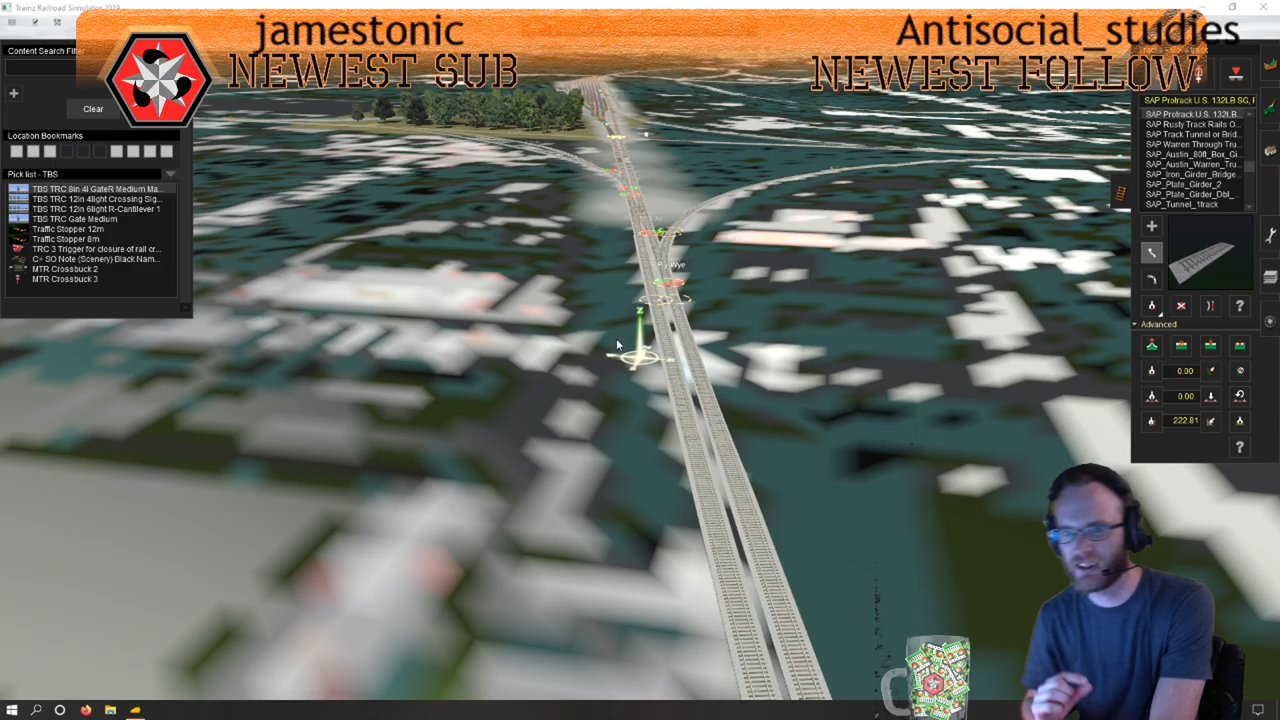 Trainz Railroad Simulator 2019
jamestonic
NEWEST SUB
Antisocial_studies
NEWEST FOLLOW
Content Search Filter
Clear
Location Bookmarks
Pick list - TBS
TBS TRC 8in 4l GateR Medium Ma...
TBS TRC 12in 4light Crossing Sig...
TBS TRC 12in 6light R-Cantilever 1
TBS TRC Gate Medium
Traffic Stopper 12m
Traffic Stopper 8m
TRC 3 Trigger for closure of rail cr...
C= SO Note (Scenery) Black Nam...
MTR Crossbuck 2
MTR Crossbuck 3
SAP Protrack U.S. 132LB SG, F
SAP Protrack U.S. 132LB...
SAP Rusty Track Rails O...
SAP Track Tunnel or Brid...
SAP Warren Through Tru...
SAP_Austin_80ft_Box_Gi...
SAP_Austin_Warren_Tru...
SAP_Iron_Girder_Bridge...
SAP_Plate_Girder_2
SAP_Plate_Girder_Dbl_...
SAP_Tunnel_1track
?
Advanced
0.00
0.00
222.81
?